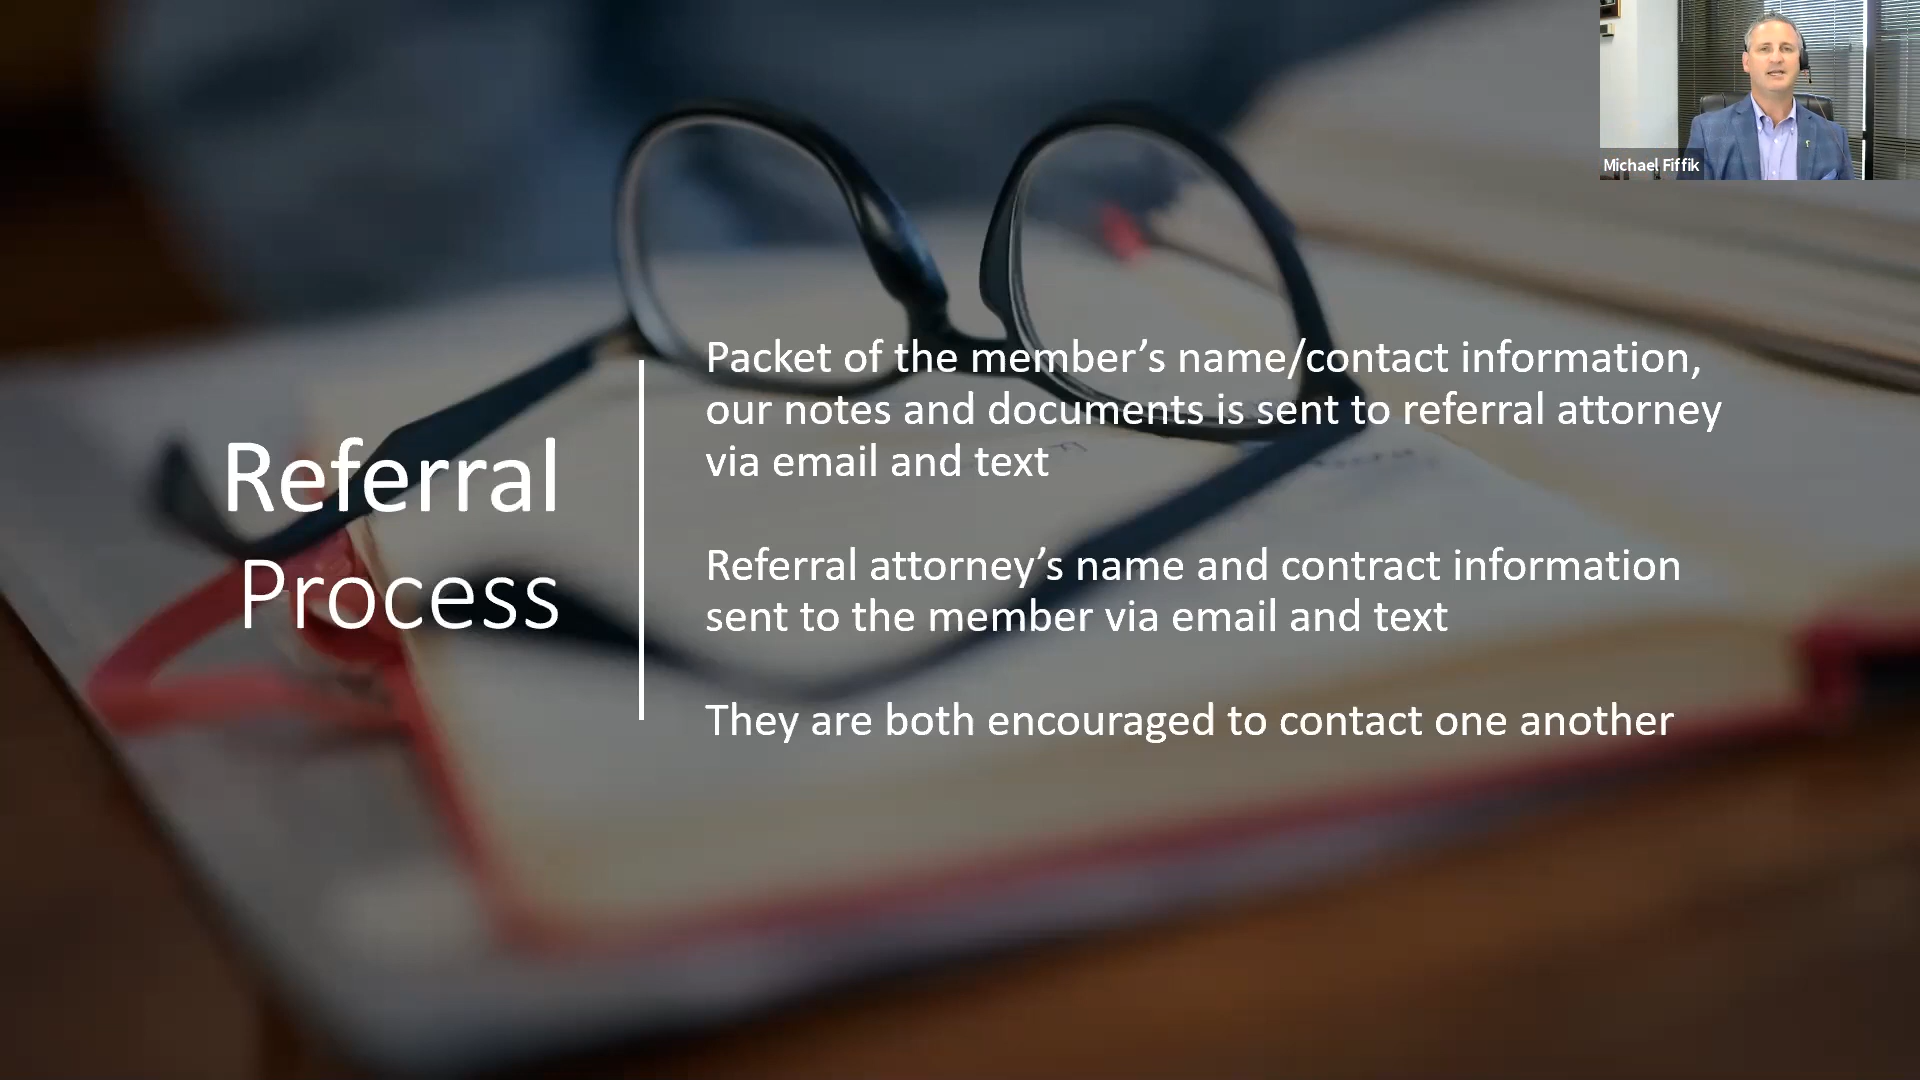 Michael Fiffik
Referral
Process
Packet of the member’s name/contact information,
our notes and documents is sent to referral attorney
via email and text
Referral attorney’s name and contract information
sent to the member via email and text
They are both encouraged to contact one another